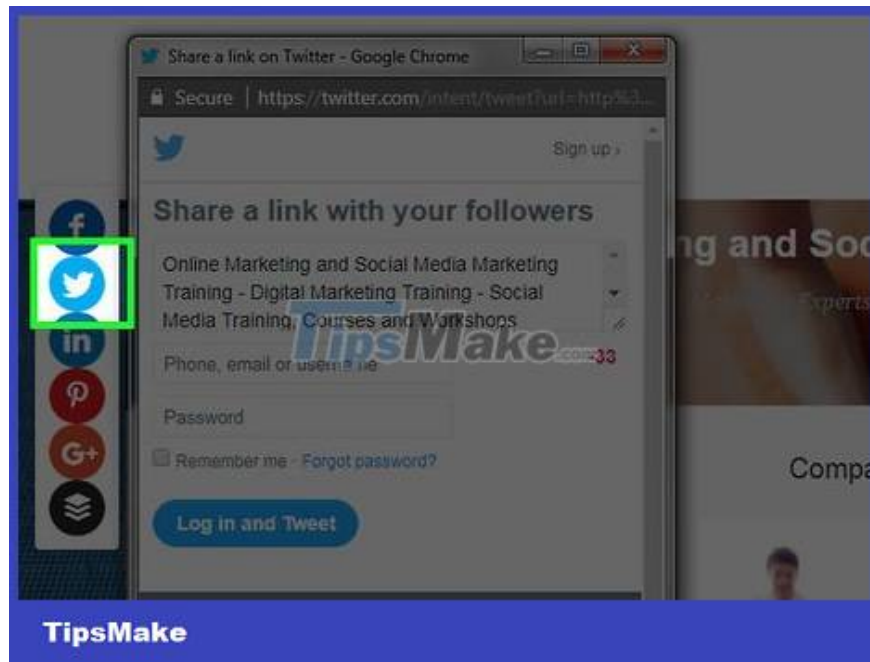 Share a link on Twitter - Google Chrome
Secure | https://twitter.com/intent/tweet?url=http%3...
Sign up ›
Share a link with your followers
ng and Soc
Online Marketing and Social Media Marketing
Training - Digital Marketing Training - Social
Media Training, Courses and Workshops
Experts
f
in
G+
TipsMake.com
-33
Phone, email or username
Password
Remember me · Forgot password?
Compa
Log in and Tweet
TipsMake